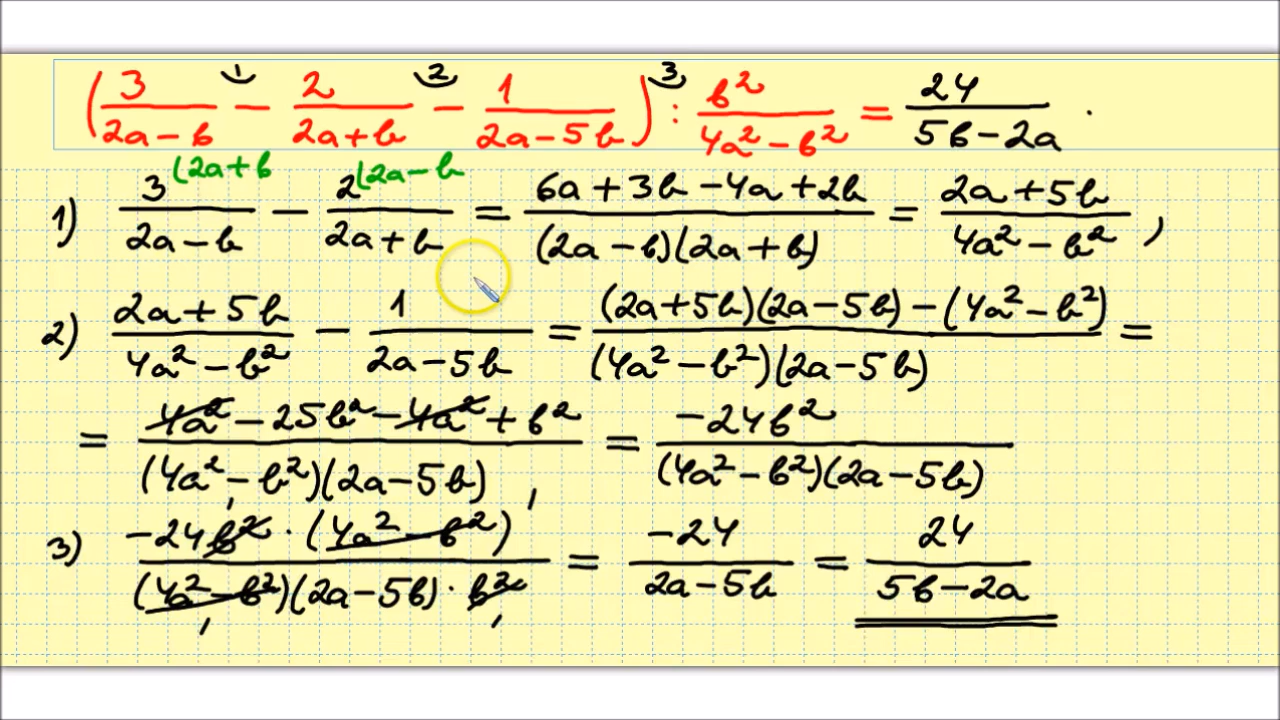 (3/(2a-b) - 2/(2a+b) - 1/(2a-5b)) : b²/(4a²-b²) = 24/(5b-2a) .
1 2 3
1) 3(2a+b/(2a-b) - 2(2a-b/(2a+b) = (6a+3b-4a+2b)/((2a-b)(2a+b)) = (2a+5b)/(4a²-b²) ,
2) (2a+5b)/(4a²-b²) - 1/(2a-5b) = ((2a+5b)(2a-5b)-(4a²-b²))/((4a²-b²)(2a-5b)) =
= (4a²-25b²-4a²+b²)/((4a²-b²)(2a-5b)) = -24b²/((4a²-b²)(2a-5b)) ,
3) (-24b²·(4a²-b²))/((4a²-b²)(2a-5b)·b²) = -24/(2a-5b) = 24/(5b-2a)